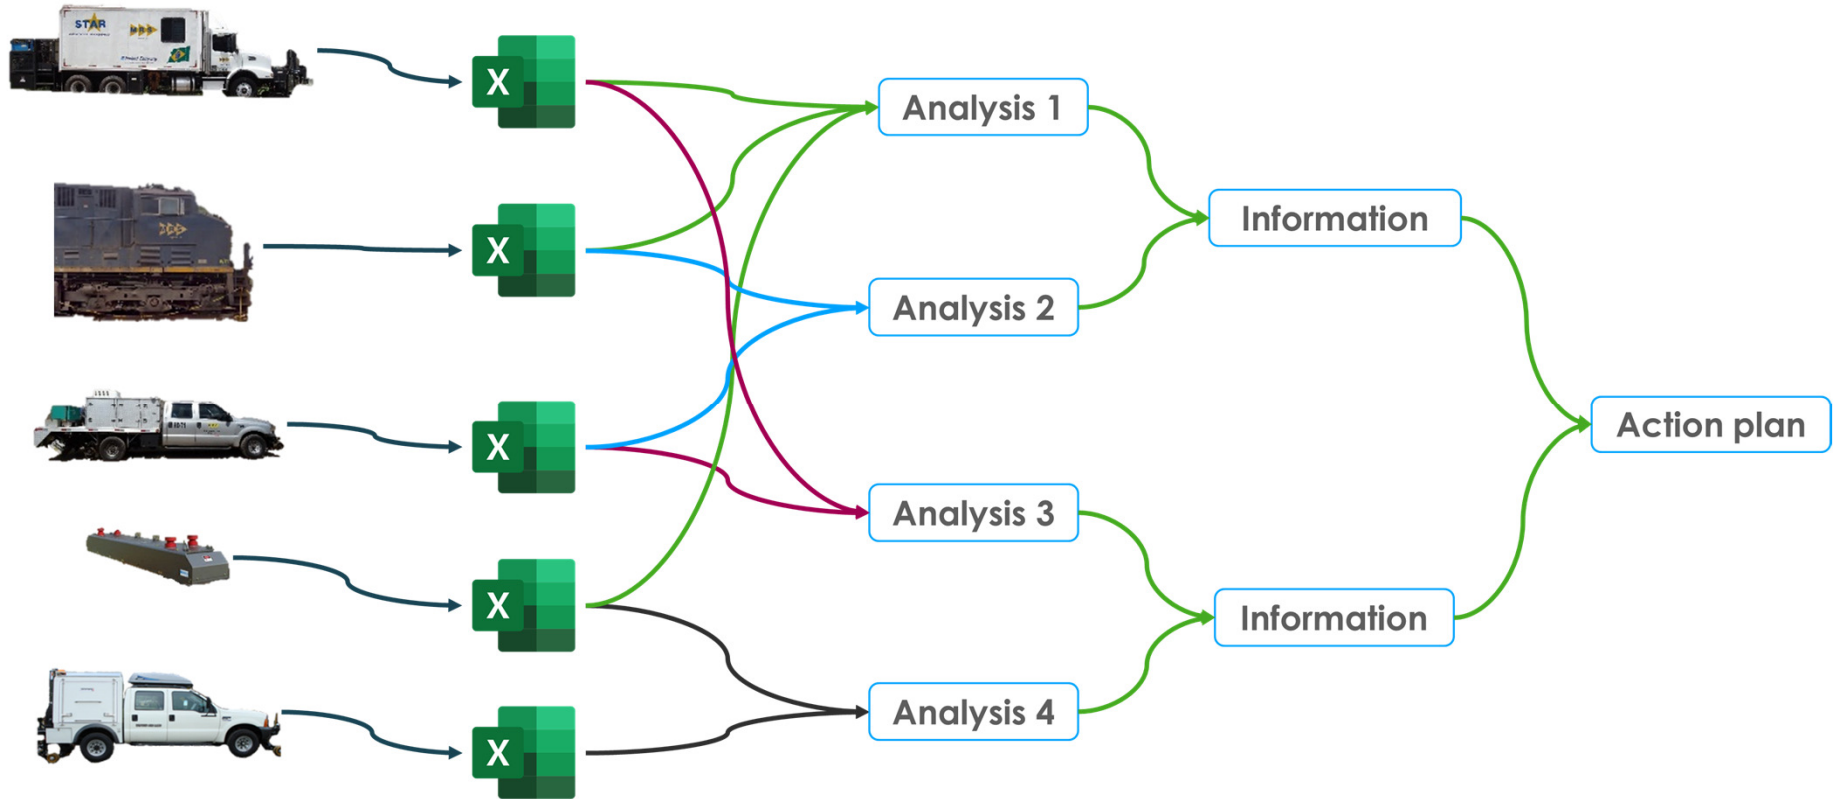 STAR
X
Analysis 1
X
Information
Analysis 2
X
Action plan
Analysis 3
X
Information
Analysis 4
X